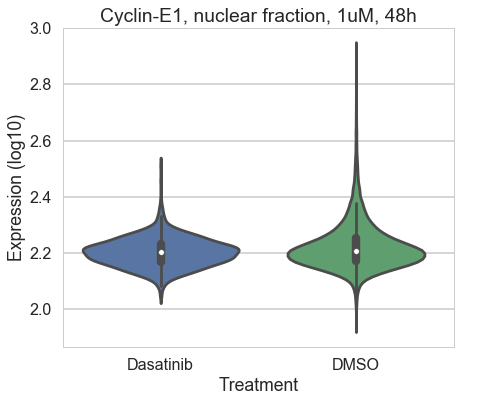 Cyclin-E1, nuclear fraction, 1uM, 48h
3.0
2.8
2.6
2.4
2.2
2.0
Expression (log10)
Dasatinib DMSO
Treatment